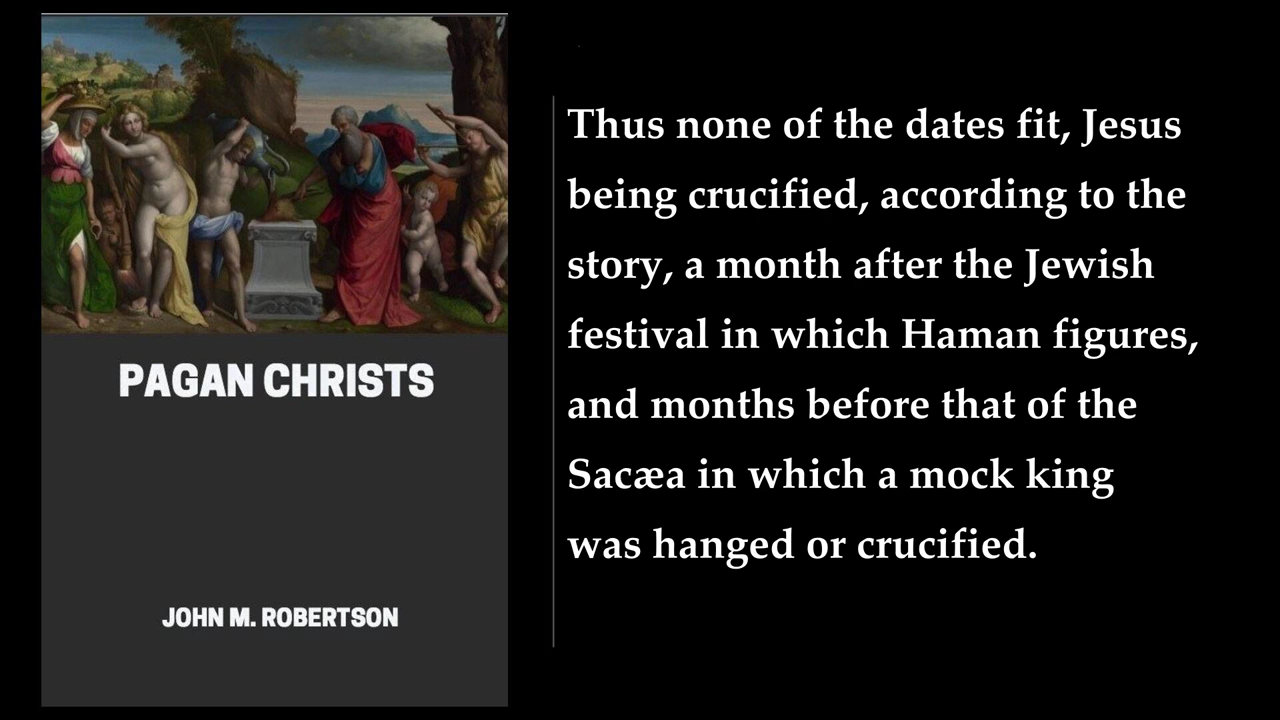 PAGAN CHRISTS
JOHN M. ROBERTSON
Thus none of the dates fit, Jesus
being crucified, according to the
story, a month after the Jewish
festival in which Haman figures,
and months before that of the
Sacæa in which a mock king
was hanged or crucified.